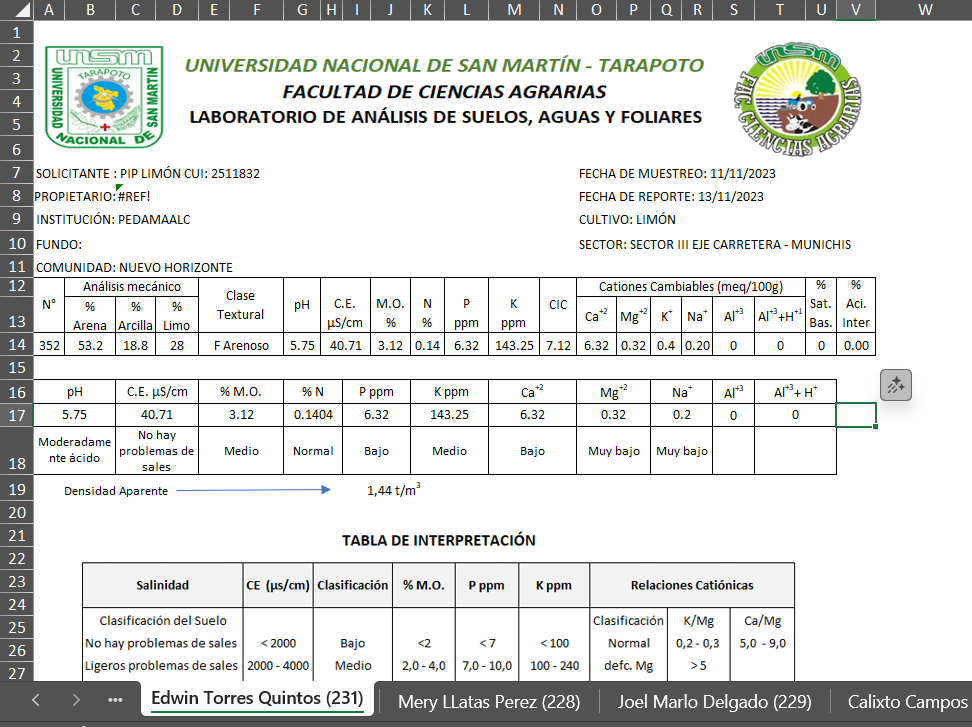 A B C D E F G H I J K L M N O P Q R S T U V W
1
2
3
4
5
6
7
8
9
10
11
12
13
14
15
16
17
18
19
20
21
22
23
24
25
26
27
UNSM
TARAPOTO
UNIVERSIDAD NACIONAL DE SAN MARTIN
UNIVERSIDAD NACIONAL DE SAN MARTÍN - TARAPOTO
FACULTAD DE CIENCIAS AGRARIAS
LABORATORIO DE ANÁLISIS DE SUELOS, AGUAS Y FOLIARES
UNSM
FAC. CIENCIAS AGRARIAS
SOLICITANTE : PIP LIMÓN CUI: 2511832 FECHA DE MUESTREO: 11/11/2023
PROPIETARIO: #REF! FECHA DE REPORTE: 13/11/2023
INSTITUCIÓN: PEDAMAALC CULTIVO: LIMÓN
FUNDO: SECTOR: SECTOR III EJE CARRETERA - MUNICHIS
COMUNIDAD: NUEVO HORIZONTE
N° Análisis mecánico Clase Textural pH C.E. µS/cm M.O. % N % P ppm K ppm CIC Cationes Cambiables (meq/100g) % Sat. Bas. % Aci. Inter
% Arena % Arcilla % Limo Ca+2 Mg+2 K+ Na+ Al+3 Al+3+H+1
352 53.2 18.8 28 F Arenoso 5.75 40.71 3.12 0.14 6.32 143.25 7.12 6.32 0.32 0.4 0.20 0 0 0 0.00
pH C.E. µS/cm % M.O. % N P ppm K ppm Ca+2 Mg+2 Na+ Al+3 Al+3+ H+
5.75 40.71 3.12 0.1404 6.32 143.25 6.32 0.32 0.2 0 0
Moderadamente ácido No hay problemas de sales Medio Normal Bajo Medio Bajo Muy bajo Muy bajo
Densidad Aparente 1,44 t/m3
TABLA DE INTERPRETACIÓN
Salinidad CE (µs/cm) Clasificación % M.O. P ppm K ppm Relaciones Catiónicas
Clasificación del Suelo Clasificación K/Mg Ca/Mg
No hay problemas de sales < 2000 Bajo <2 < 7 < 100 Normal 0,2 - 0,3 5,0 - 9,0
Ligeros problemas de sales 2000 - 4000 Medio 2,0 - 4,0 7,0 - 10,0 100 - 240 defc. Mg > 5
Edwin Torres Quintos (231) Mery LLatas Perez (228) Joel Marlo Delgado (229) Calixto Campos